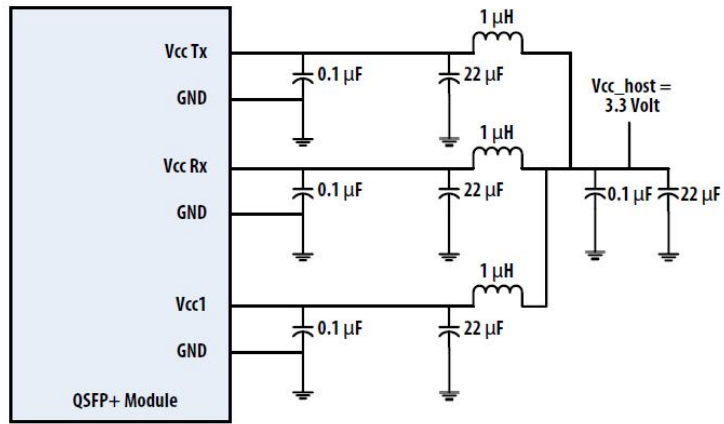 1 µH
Vcc Tx
0.1 µF
22 µF
GND
Vcc_host =
3.3 Volt
1 µH
Vcc Rx
0.1 µF
22 µF
0.1 µF
22 µF
GND
1 µH
Vcc1
0.1 µF
22 µF
GND
QSFP+ Module